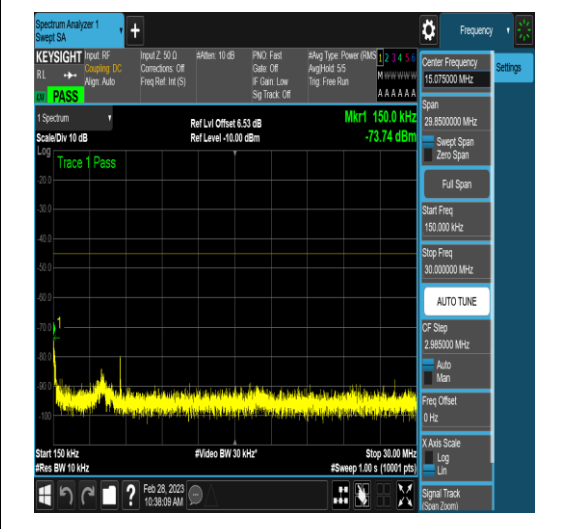 Spectrum Analyzer 1
Swept SA
+
Frequency
KEYSIGHT
RL
PASS
Input: RF
Coupling: DC
Align: Auto
Input Z: 50 Ω
Corrections: Off
Freq Ref: Int (S)
#Atten: 10 dB
PNO: Fast
Gate: Off
IF Gain: Low
Sig Track: Off
#Avg Type: Power (RMS
Avg|Hold: 5/5
Trig: Free Run
1 2 3 4 5 6
M W W W W W
A A A A A A
1 Spectrum
Scale/Div 10 dB
Log
Ref Lvl Offset 6.53 dB
Ref Level -10.00 dBm
Mkr1 150.0 kHz
-73.74 dBm
Trace 1 Pass
-20.0
-30.0
-40.0
-50.0
-60.0
-70.0
-80.0
-90.0
-100
1
Start 150 kHz
#Res BW 10 kHz
#Video BW 30 kHz*
Stop 30.00 MHz
#Sweep 1.00 s (10001 pts)
Center Frequency
15.075000 MHz
Settings
Span
29.8500000 MHz
Swept Span
Zero Span
Full Span
Start Freq
150.000 kHz
Stop Freq
30.000000 MHz
AUTO TUNE
CF Step
2.985000 MHz
Auto
Man
Freq Offset
0 Hz
X Axis Scale
Log
Lin
Signal Track
(Span Zoom)
?
Feb 28, 2023
10:38:09 AM